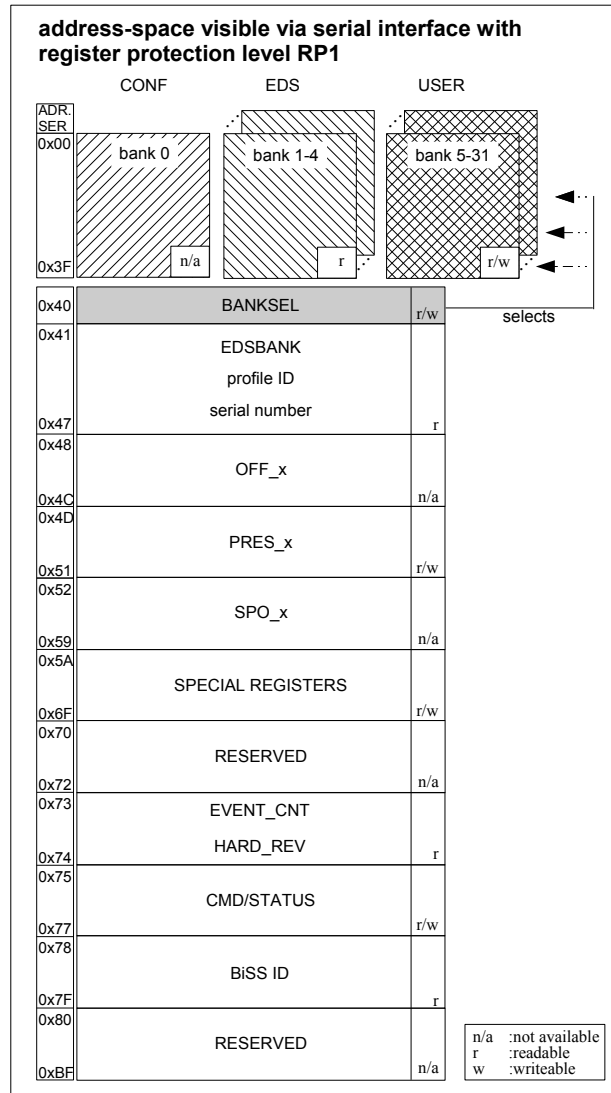 address-space visible via serial interface with
register protection level RP1
CONF EDS USER
ADR.
SER
0x00
bank 0 bank 1-4 bank 5-31
n/a r r/w
0x3F
0x40 BANKSEL r/w
selects
0x41
EDSBANK
profile ID
serial number
0x47 r
0x48
OFF_x
0x4C n/a
0x4D
PRES_x
0x51 r/w
0x52
SPO_x
0x59 n/a
0x5A
SPECIAL REGISTERS
0x6F r/w
0x70
RESERVED
0x72 n/a
0x73
EVENT_CNT
HARD_REV
0x74 r
0x75
CMD/STATUS
0x77 r/w
0x78
BiSS ID
0x7F r
0x80
RESERVED
0xBF n/a
n/a :not available
r :readable
w :writeable